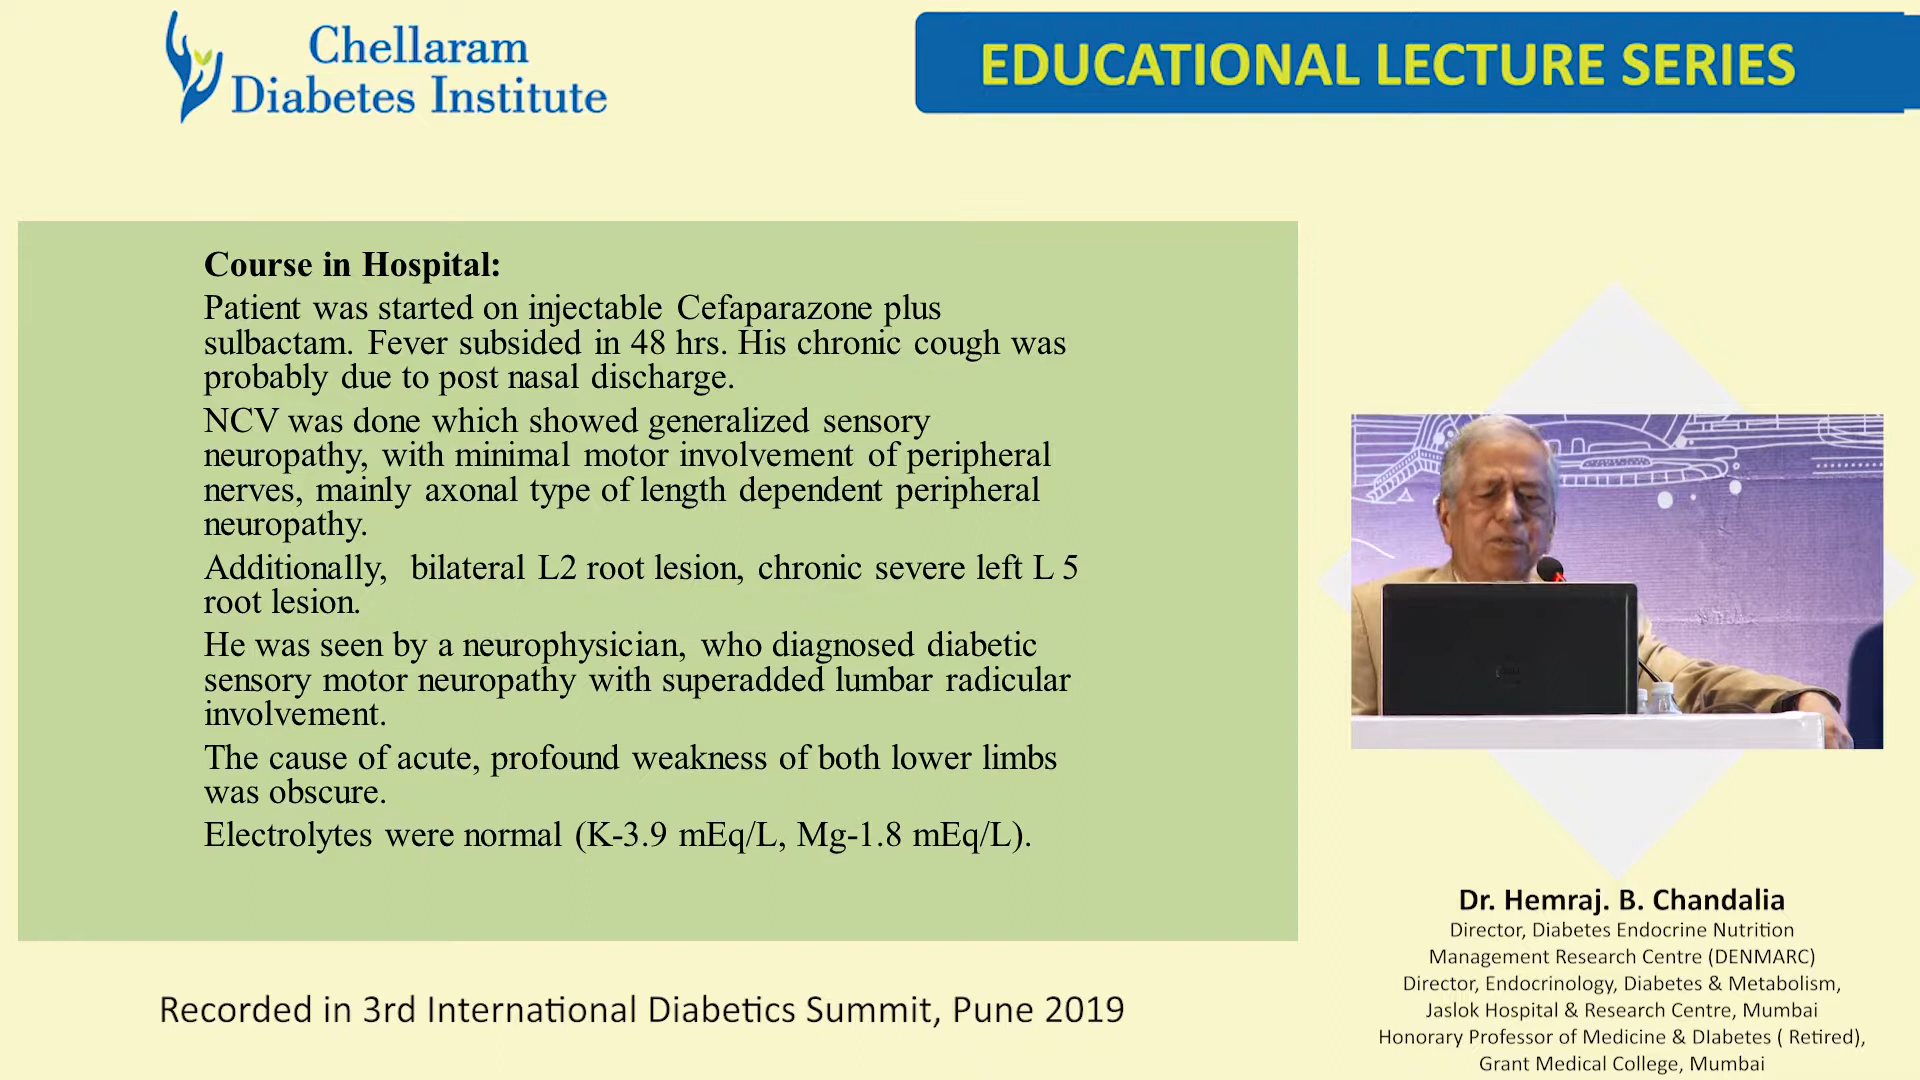 Chellaram
Diabetes Institute
EDUCATIONAL LECTURE SERIES
Course in Hospital:
Patient was started on injectable Cefaparazone plus
sulbactam. Fever subsided in 48 hrs. His chronic cough was
probably due to post nasal discharge.
NCV was done which showed generalized sensory
neuropathy, with minimal motor involvement of peripheral
nerves, mainly axonal type of length dependent peripheral
neuropathy.
Additionally, bilateral L2 root lesion, chronic severe left L 5
root lesion.
He was seen by a neurophysician, who diagnosed diabetic
sensory motor neuropathy with superadded lumbar radicular
involvement.
The cause of acute, profound weakness of both lower limbs
was obscure.
Electrolytes were normal (K-3.9 mEq/L, Mg-1.8 mEq/L).
Dr. Hemraj. B. Chandalia
Director, Diabetes Endocrine Nutrition
Management Research Centre (DENMARC)
Director, Endocrinology, Diabetes & Metabolism,
Jaslok Hospital & Research Centre, Mumbai
Honorary Professor of Medicine & DIabetes ( Retired),
Grant Medical College, Mumbai
Recorded in 3rd International Diabetics Summit, Pune 2019